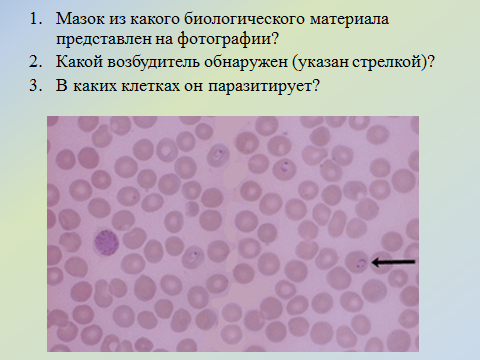 1. Мазок из какого биологического материала
представлен на фотографии?
2. Какой возбудитель обнаружен (указан стрелкой)?
3. В каких клетках он паразитирует?